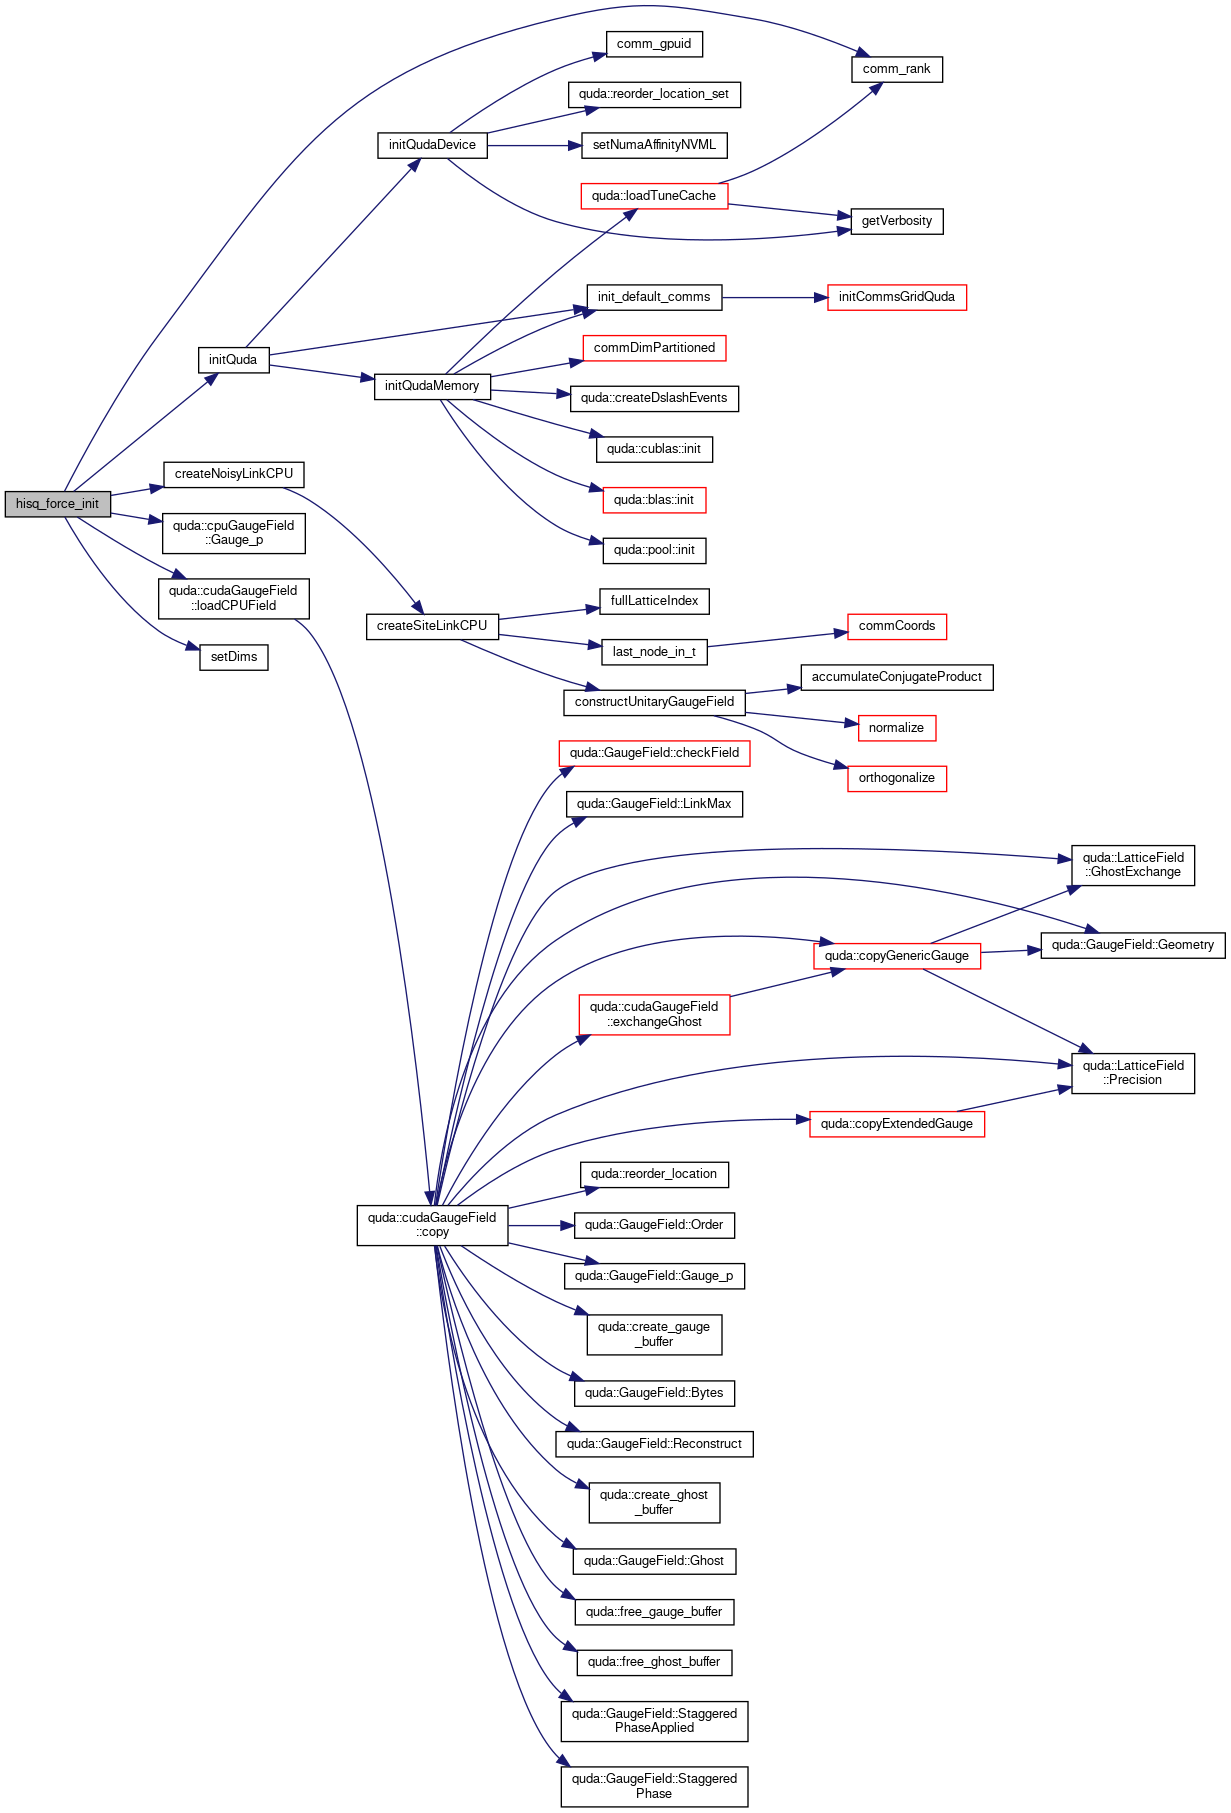 comm_gpuid
comm_rank
quda::reorder_location_set
initQudaDevice
setNumaAffinityNVML
quda::loadTuneCache
getVerbosity
init_default_comms
initCommsGridQuda
commDimPartitioned
initQuda
initQudaMemory
quda::createDslashEvents
quda::cublas::init
createNoisyLinkCPU
hisq_force_init
quda::blas::init
quda::cpuGaugeField
::Gauge_p
quda::pool::init
quda::cudaGaugeField
::loadCPUField
fullLatticeIndex
createSiteLinkCPU
commCoords
setDims
last_node_in_t
accumulateConjugateProduct
constructUnitaryGaugeField
normalize
quda::GaugeField::checkField
orthogonalize
quda::GaugeField::LinkMax
quda::LatticeField
::GhostExchange
quda::GaugeField::Geometry
quda::copyGenericGauge
quda::cudaGaugeField
::exchangeGhost
quda::LatticeField
::Precision
quda::copyExtendedGauge
quda::reorder_location
quda::cudaGaugeField
::copy
quda::GaugeField::Order
quda::GaugeField::Gauge_p
quda::create_gauge
_buffer
quda::GaugeField::Bytes
quda::GaugeField::Reconstruct
quda::create_ghost
_buffer
quda::GaugeField::Ghost
quda::free_gauge_buffer
quda::free_ghost_buffer
quda::GaugeField::Staggered
PhaseApplied
quda::GaugeField::Staggered
Phase